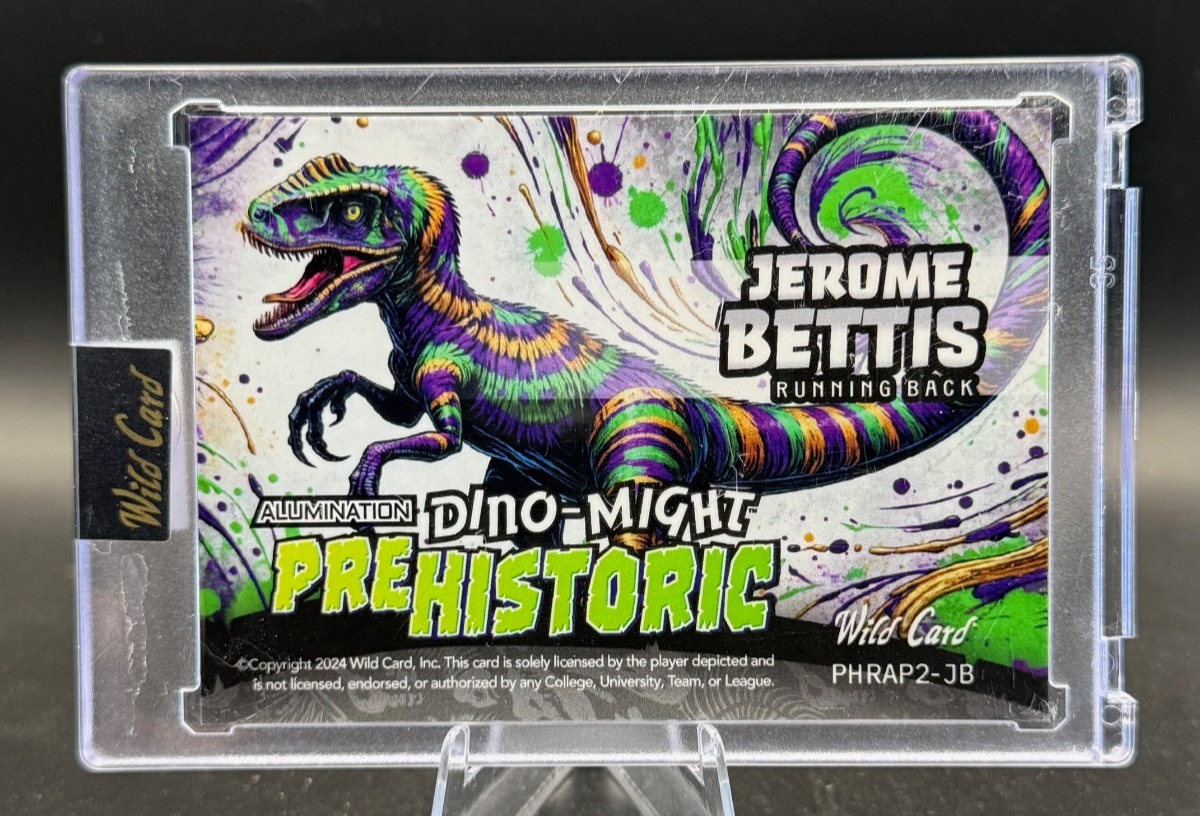 JEROME
BETTIS
RUNNING BACK
Wild Card
ALUMINATION DINO-MIGHT™
PREHISTORIC
Wild Card
PHRAP2-JB
©Copyright 2024 Wild Card, Inc. This card is solely licensed by the player depicted and
is not licensed, endorsed, or authorized by any College, University, Team, or League.
35